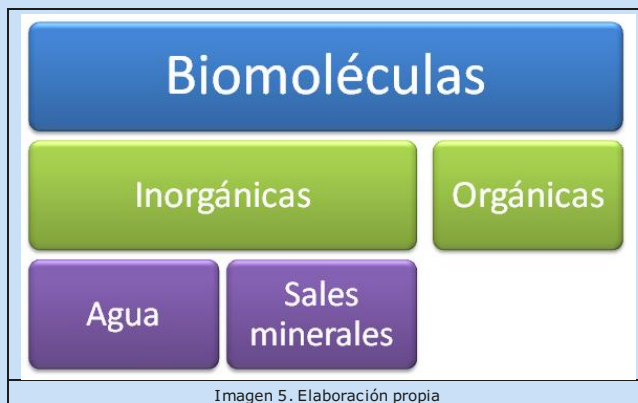 Biomoléculas
Inorgánicas
Orgánicas
Agua
Sales
minerales
Imagen 5. Elaboración propia